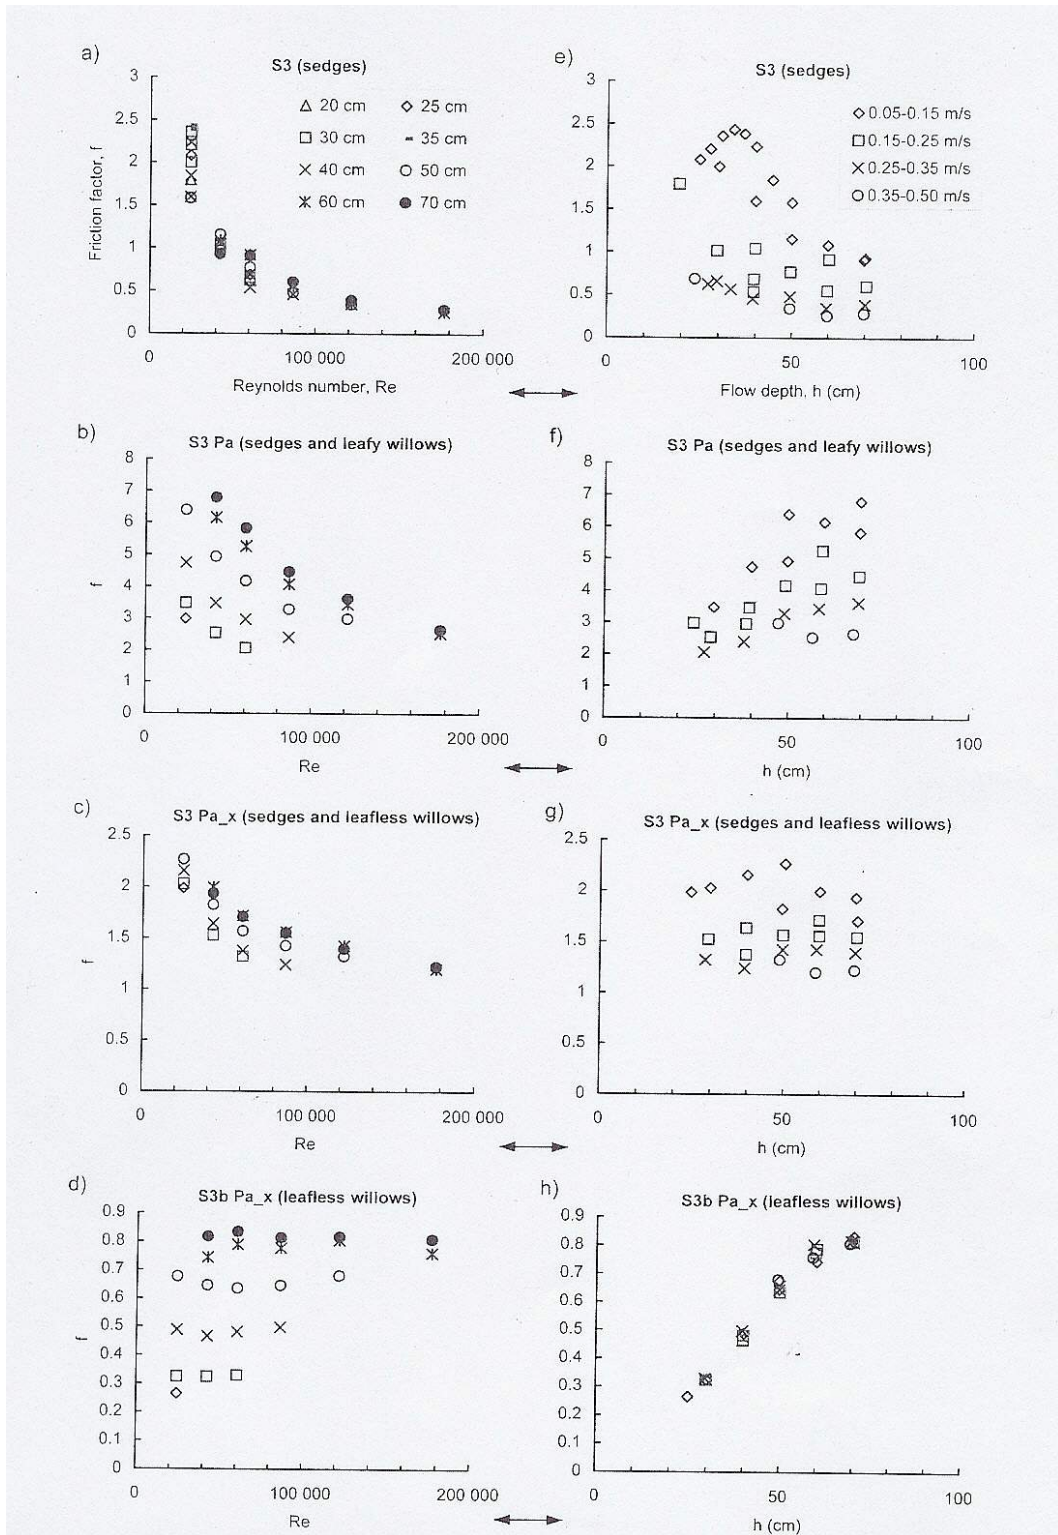 a)
S3 (sedges)
3
2.5
2
1.5
1
0.5
0
Friction factor, f
20 cm
25 cm
30 cm
35 cm
40 cm
50 cm
60 cm
70 cm
0
100 000
200 000
Reynolds number, Re
e)
S3 (sedges)
3
2.5
2
1.5
1
0.5
0
0.05-0.15 m/s
0.15-0.25 m/s
0.25-0.35 m/s
0.35-0.50 m/s
0
50
100
Flow depth, h (cm)
b)
S3 Pa (sedges and leafy willows)
8
7
6
5
4
3
2
1
0
f
0
100 000
200 000
Re
f)
S3 Pa (sedges and leafy willows)
8
7
6
5
4
3
2
1
0
0
50
100
h (cm)
c)
S3 Pa_x (sedges and leafless willows)
2.5
2
1.5
1
0.5
0
f
0
100 000
200 000
Re
g)
S3 Pa_x (sedges and leafless willows)
2.5
2
1.5
1
0.5
0
0
50
100
h (cm)
d)
S3b Pa_x (leafless willows)
0.9
0.8
0.7
0.6
0.5
0.4
0.3
0.2
0.1
0
f
0
100 000
200 000
Re
h)
S3b Pa_x (leafless willows)
0.9
0.8
0.7
0.6
0.5
0.4
0.3
0.2
0.1
0
0
50
100
h (cm)